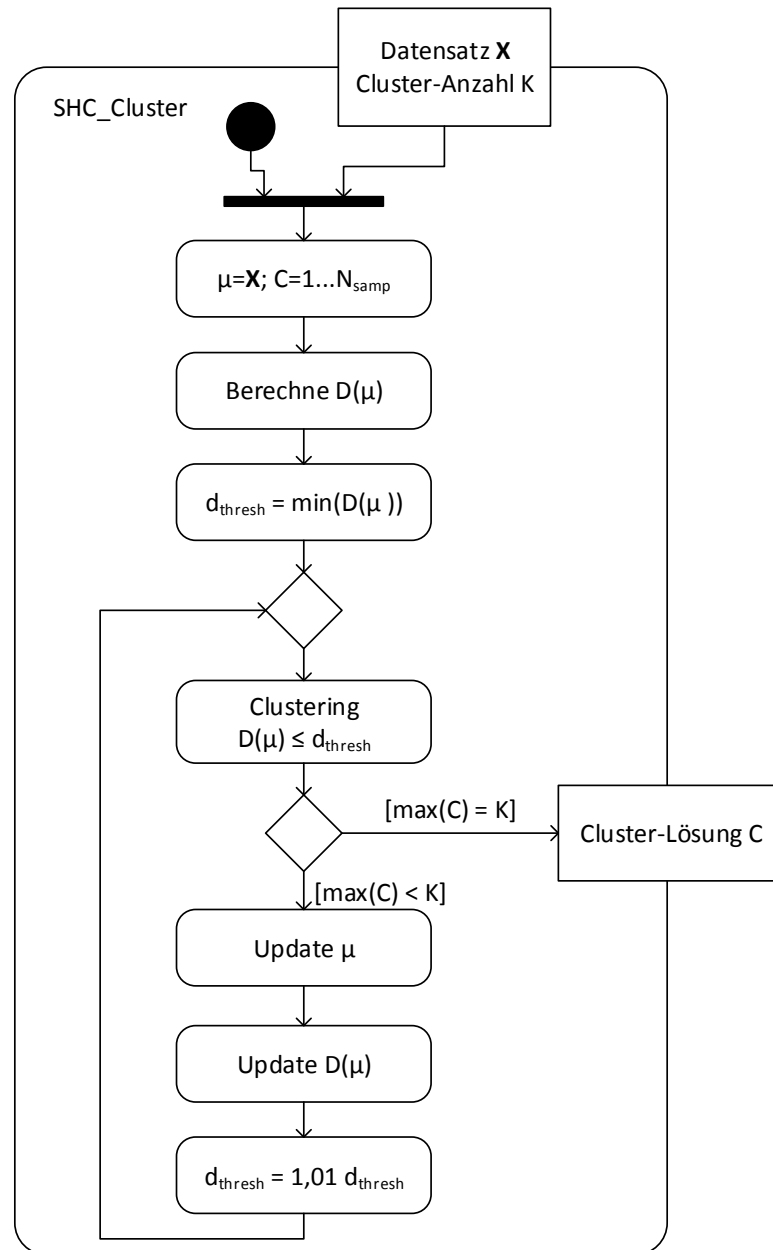 Datensatz X
Cluster-Anzahl K
SHC_Cluster
µ=X; C=1...Nsamp
Berechne D(µ)
dthresh = min(D(µ ))
Clustering
D(µ) ≤ dthresh
[max(C) = K]
Cluster-Lösung C
[max(C) < K]
Update µ
Update D(µ)
dthresh = 1,01 dthresh